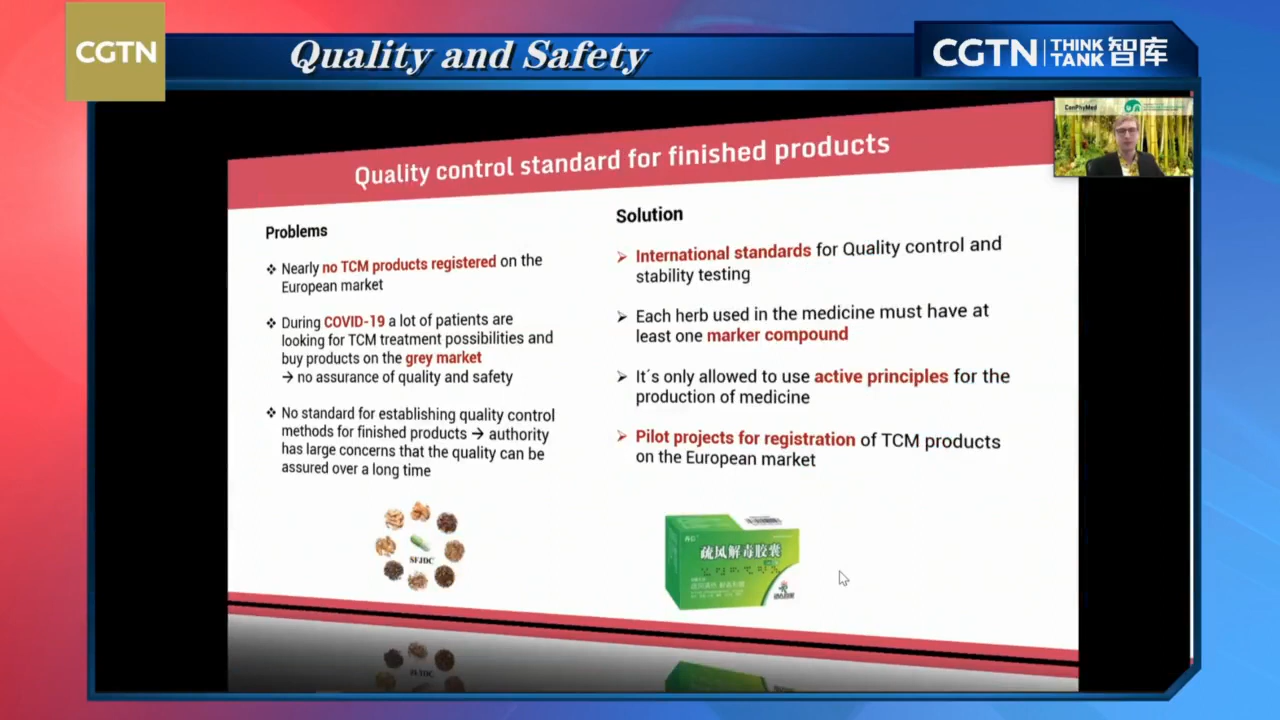 CGTN
Quality and Safety
CGTN THINK TANK 智库
ConPhyMed
Quality control standard for finished products
Problems
❖ Nearly no TCM products registered on the
European market
❖ During COVID-19 a lot of patients are
looking for TCM treatment possibilities and
buy products on the grey market
→ no assurance of quality and safety
❖ No standard for establishing quality control
methods for finished products → authority
has large concerns that the quality can be
assured over a long time
SFJDC
Solution
➢ International standards for Quality control and
stability testing
➢ Each herb used in the medicine must have at
least one marker compound
➢ It´s only allowed to use active principles for the
production of medicine
➢ Pilot projects for registration of TCM products
on the European market
疏风解毒胶囊